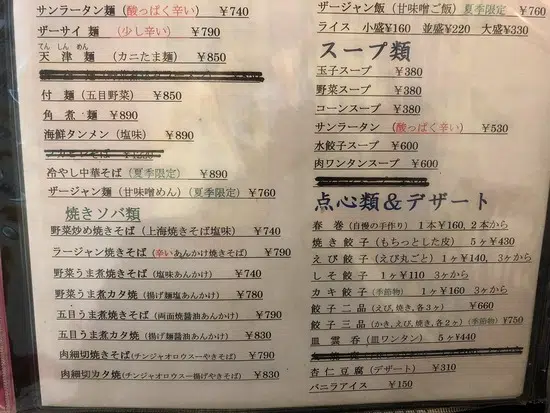 サンラータン麺（酸っぱく辛い） ￥740
ザーサイ 麺（少し辛い） ￥790
てん しん めん
天 津 麺（カニたま麺） ￥850
付 麺（五目野菜） ￥850
角 煮 麺 ￥890
海鮮タンメン（塩味） ￥890
冷やし中華そば（夏季限定） ￥890
ザージャン麺（甘味噌めん）（夏季限定） ￥760
焼きソバ類
野菜炒め焼きそば（上海焼きそば塩味） ￥740
ラージャン焼きそば（辛いあんかけ焼きそば） ￥790
野菜うま煮焼きそば（塩味あんかけ） ￥740
野菜うま煮カタ焼（揚げ麺塩あんかけ） ￥780
五目うま煮焼きそば（両面焼醤油あんかけ） ￥790
五目うま煮カタ焼（揚げ麺醤油あんかけ） ￥830
肉細切焼きそば（チンジャオロウスーやきそば） ￥790
肉細切カタ焼（チンジャオロウスー揚げやきそば） ￥830
ザージャン飯（甘味噌ご飯）夏季限定 ￥760
ライス 小盛￥160 並盛￥220 大盛￥330
スープ類
玉子スープ ￥380
野菜スープ ￥380
コーンスープ ￥380
サンラータン（酸っぱく辛い） ￥530
水餃子スープ ￥600
肉ワンタンスープ ￥600
点心類＆デザート
春 巻（自慢の手作り） 1本￥160，2本から
焼き 餃子（もちっとした皮） 5ヶ￥430
えび 餃子（えび丸ごと） 1ヶ￥140，3ヶから
しそ 餃子 1ヶ￥110 3ヶから
カキ 餃子（季節物） 1ヶ￥160 3ヶから
餃子 二品（えび，焼き，各3ヶ） ￥660
餃子 三品（かき，えび，焼き，各2ヶ）（季節物）￥750
皿 雲 呑（皿ワンタン） 5ヶ￥440
杏仁豆腐（デザート） ￥310
バニラアイス ￥150